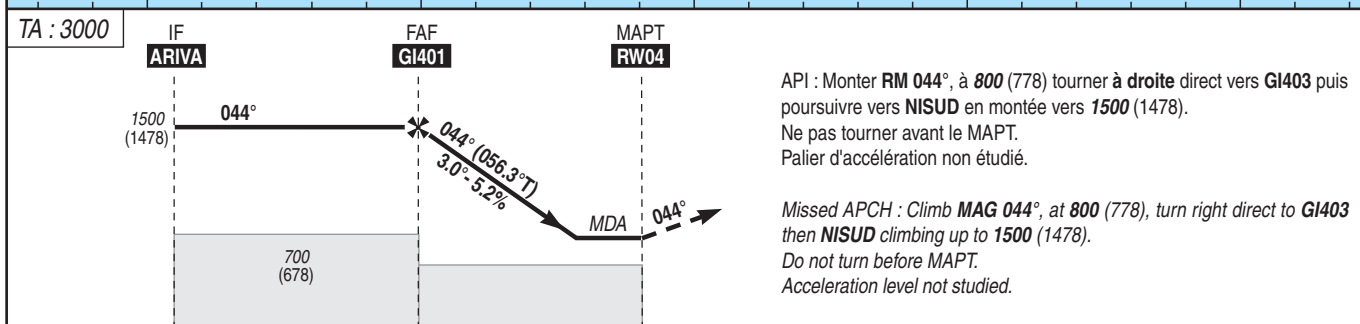 TA : 3000
IF
ARIVA
FAF
GI401
MAPT
RW04
1500
(1478)
044°
044° (056.3°T)
3.0°- 5.2%
MDA
044°
700
(678)
API : Monter RM 044°, à 800 (778) tourner à droite direct vers GI403 puis
poursuivre vers NISUD en montée vers 1500 (1478).
Ne pas tourner avant le MAPT.
Palier d'accélération non étudié.
Missed APCH : Climb MAG 044°, at 800 (778), turn right direct to GI403
then NISUD climbing up to 1500 (1478).
Do not turn before MAPT.
Acceleration level not studied.